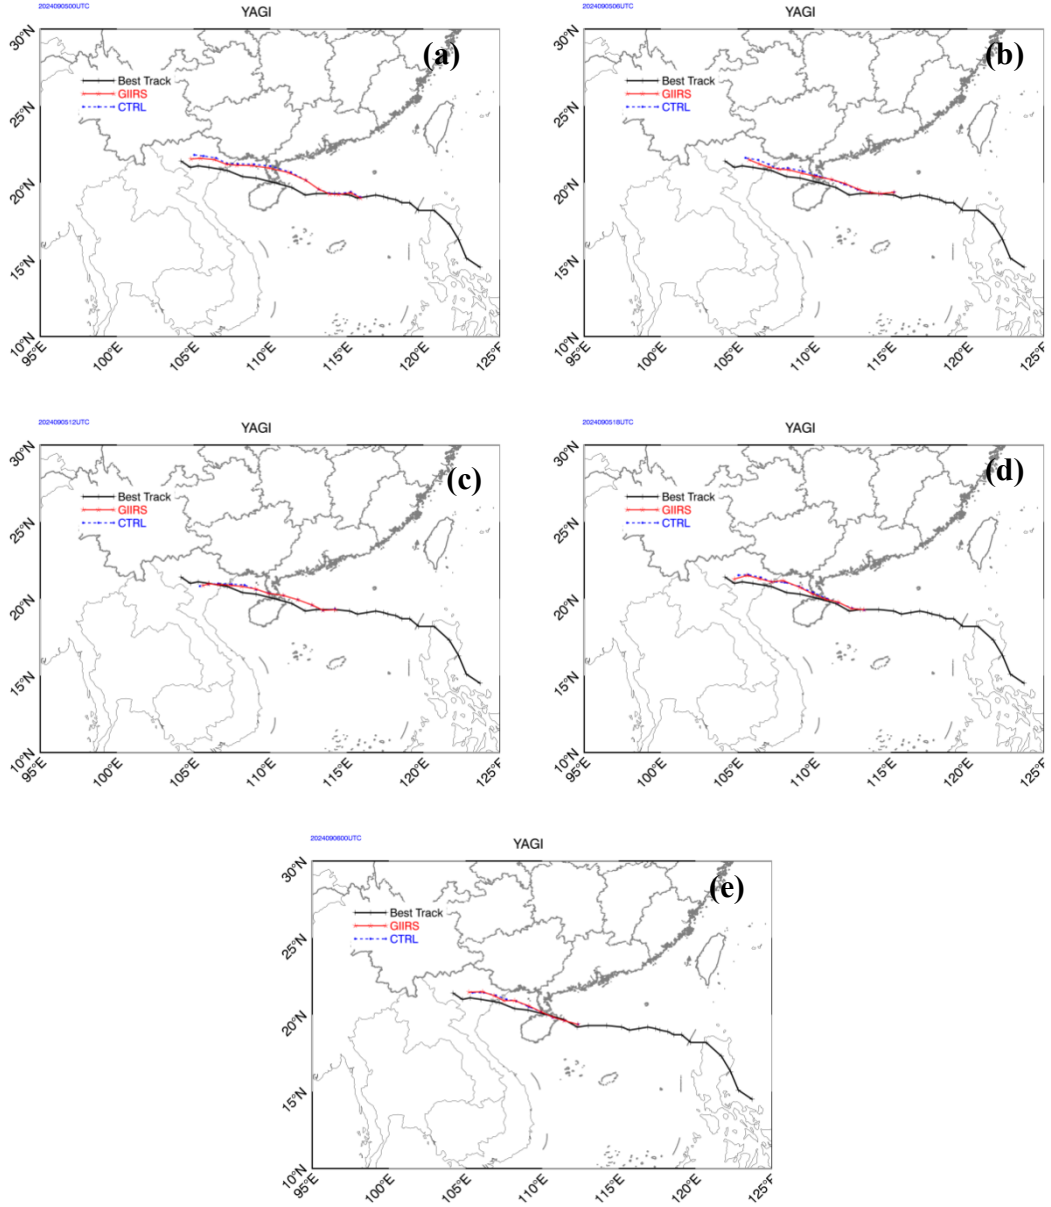 2024090500UTC
YAGI
(a)
30°N
25°N
20°N
15°N
10°N
Best Track
GIIRS
CTRL
95°E 100°E 105°E 110°E 115°E 120°E 125°E
2024090506UTC
YAGI
(b)
30°N
25°N
20°N
15°N
10°N
Best Track
GIIRS
CTRL
95°E 100°E 105°E 110°E 115°E 120°E 125°E
2024090512UTC
YAGI
(c)
30°N
25°N
20°N
15°N
10°N
Best Track
GIIRS
CTRL
95°E 100°E 105°E 110°E 115°E 120°E 125°E
2024090518UTC
YAGI
(d)
30°N
25°N
20°N
15°N
10°N
Best Track
GIIRS
CTRL
95°E 100°E 105°E 110°E 115°E 120°E 125°E
2024090600UTC
YAGI
(e)
30°N
25°N
20°N
15°N
10°N
Best Track
GIIRS
CTRL
95°E 100°E 105°E 110°E 115°E 120°E 125°E